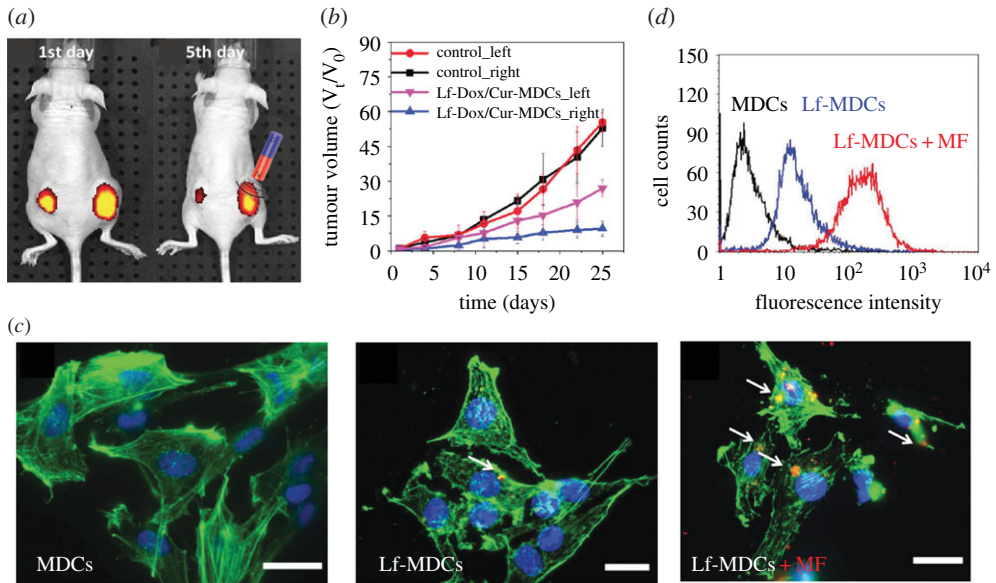 (a)
1st day
5th day
(b)
tumour volume (Vt/V0)
90
75
60
45
30
15
0
control_left
control_right
Lf-Dox/Cur-MDCs_left
Lf-Dox/Cur-MDCs_right
0 5 10 15 20 25
time (days)
(d)
cell counts
150
120
90
60
30
0
MDCs
Lf-MDCs
Lf-MDCs + MF
1 10 10² 10³ 10⁴
fluorescence intensity
(c)
MDCs
Lf-MDCs
Lf-MDCs + MF